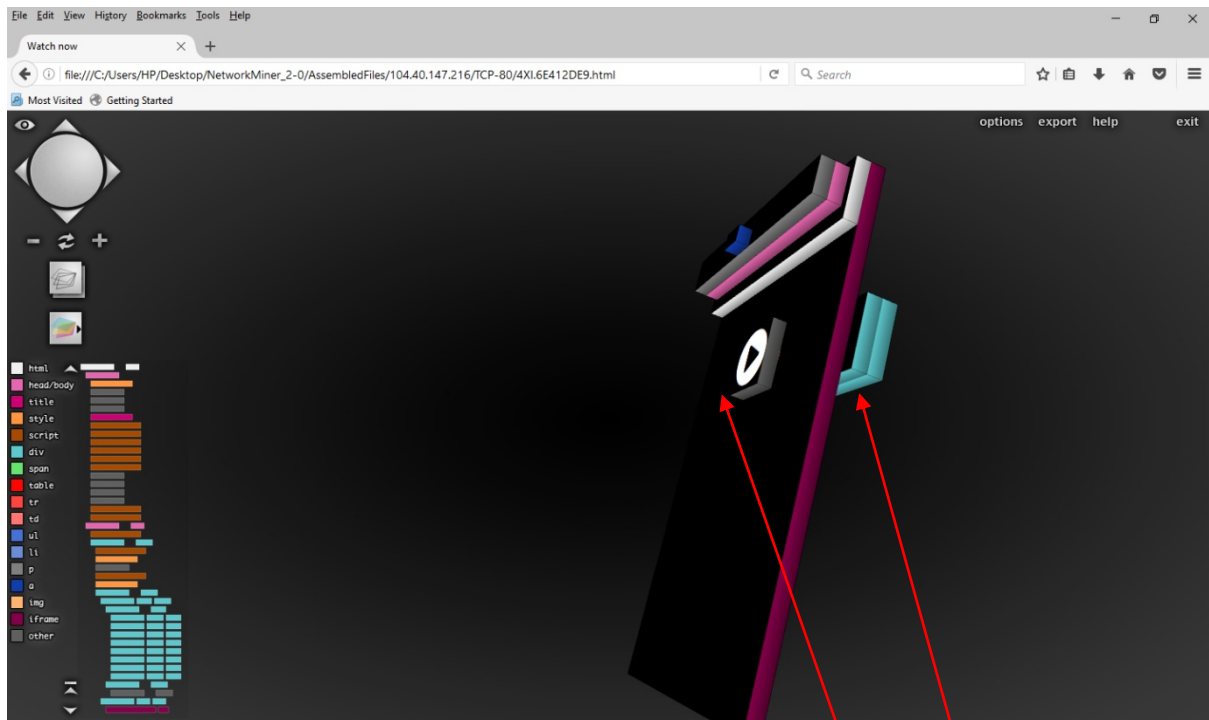 File Edit View History Bookmarks Tools Help
Watch now
file:///C:/Users/HP/Desktop/NetworkMiner_2-0/AssembledFiles/104.40.147.216/TCP-80/4XI.6E412DE9.html Search
Most Visited Getting Started
options export help exit
html
head/body
title
style
script
div
span
table
tr
td
ul
li
p
a
img
iframe
other